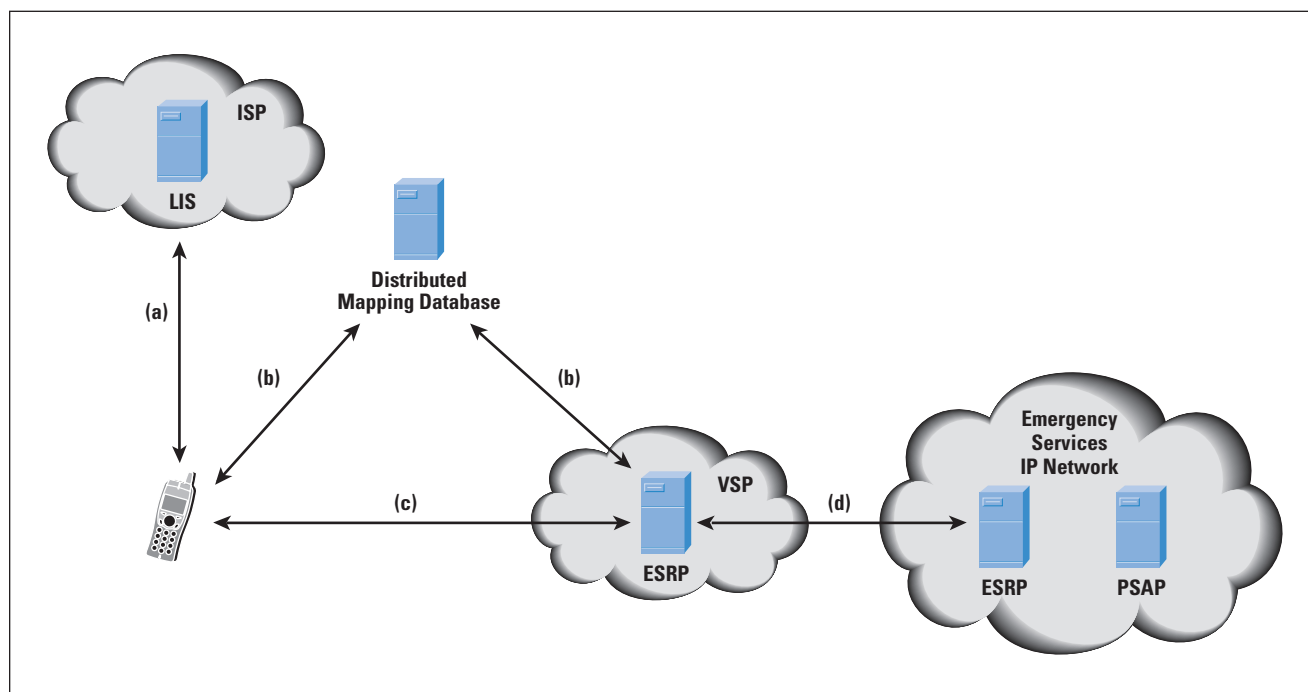 ISP
LIS
Distributed
Mapping Database
(a)
(b)
(b)
Emergency
Services
IP Network
VSP
(c)
(d)
ESRP
ESRP
PSAP